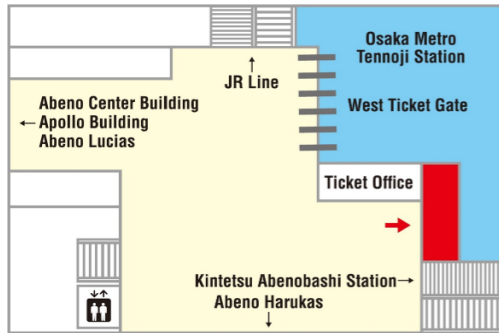 Osaka Metro
Tennoji Station
JR Line
Abeno Center Building
Apollo Building
Abeno Lucias
West Ticket Gate
Ticket Office
Kintetsu Abenobashi Station
Abeno Harukas